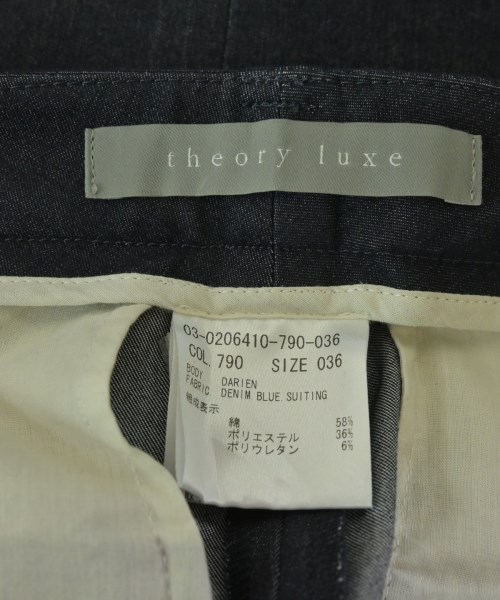 theory luxe
03-0206410-790-036
COL. 790 SIZE 036
BODY DARIEN
FABRIC. DENIM BLUE SUITING
組成表示
綿 58%
ポリエステル 36%
ポリウレタン 6%